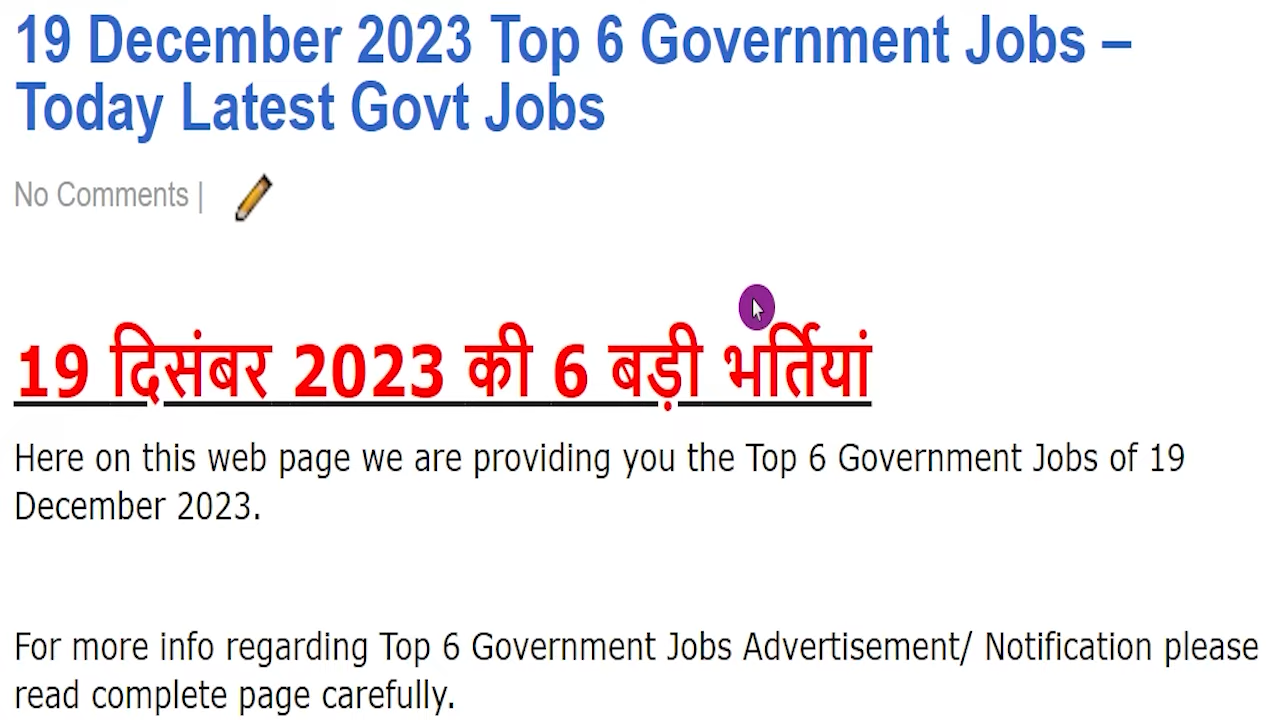 19 December 2023 Top 6 Government Jobs –
Today Latest Govt Jobs
No Comments |
19 दिसंबर 2023 की 6 बड़ी भर्तियां
Here on this web page we are providing you the Top 6 Government Jobs of 19
December 2023.
For more info regarding Top 6 Government Jobs Advertisement/ Notification please
read complete page carefully.